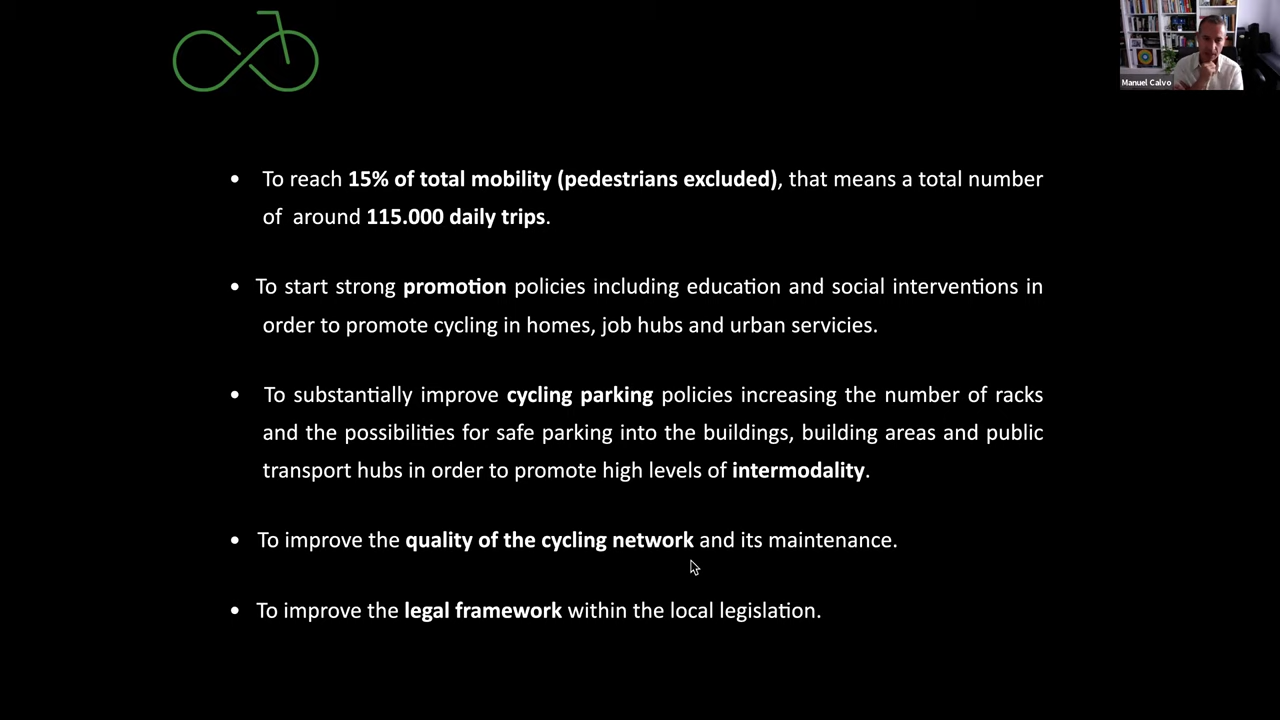 Manuel Calvo
• To reach 15% of total mobility (pedestrians excluded), that means a total number
of around 115.000 daily trips.
• To start strong promotion policies including education and social interventions in
order to promote cycling in homes, job hubs and urban servicies.
• To substantially improve cycling parking policies increasing the number of racks
and the possibilities for safe parking into the buildings, building areas and public
transport hubs in order to promote high levels of intermodality.
• To improve the quality of the cycling network and its maintenance.
• To improve the legal framework within the local legislation.